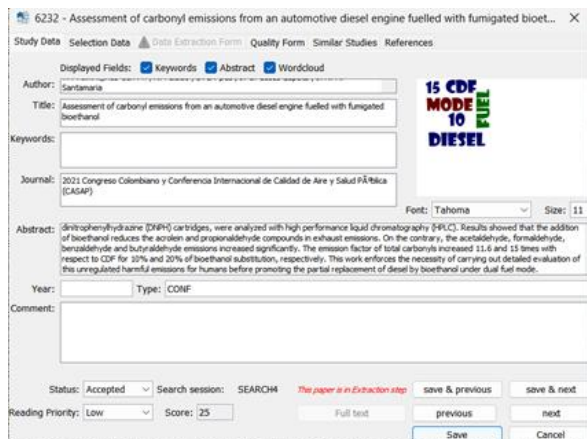 6232 - Assessment of carbonyl emissions from an automotive diesel engine fuelled with fumigated bioet...
Study Data Selection Data Data Extraction Form Quality Form Similar Studies References
Displayed Fields: Keywords Abstract Wordcloud
Author:
Santamaria
Title: Assessment of carbonyl emissions from an automotive diesel engine fuelled with fumigated
bioethanol
15 CDF
MODE
10
DIESEL
FUEL
Keywords:
Journal: 2021 Congreso Colombiano y Conferencia Internacional de Calidad de Aire y Salud PÃºblica
(CASAP)
Font: Tahoma Size: 11
Abstract: dinitrophenylhydrazine (DNPH) cartridges, were analyzed with high performance liquid chromatography (HPLC). Results showed that the addition
of bioethanol reduces the acrolein and propionaldehyde compounds in exhaust emissions. On the contrary, the acetaldehyde, formaldehyde,
benzaldehyde and butyraldehyde emissions increased significantly. The emission factor of total carbonyls increased 11.6 and 15 times with
respect to CDF for 10% and 20% of bioethanol substitution, respectively. This work enforces the necessity of carrying out detailed evaluation of
this unregulated harmful emissions for humans before promoting the partial replacement of diesel by bioethanol under dual fuel mode.
Year: Type: CONF
Comment:
Status: Accepted Search session: SEARCH4 This paper is in Extraction step save & previous save & next
Reading Priority: Low Score: 25 Full text previous next
Save Cancel